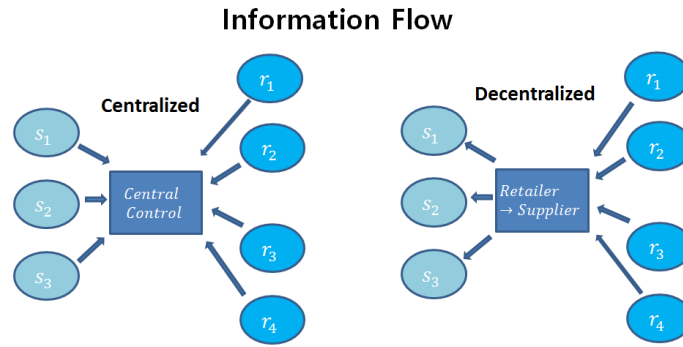 Information Flow
Centralized
s1
s2
s3
Central
Control
r1
r2
r3
r4
Decentralized
s1
s2
s3
Retailer
→ Supplier
r1
r2
r3
r4